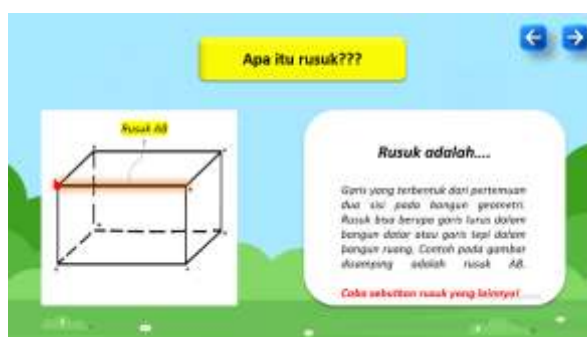 Apa itu rusuk???
Rusuk AB
Rusuk adalah....
Garis yang terbentuk dari pertemuan
dua sisi pada bangun geometri.
Rusuk bisa berupa garis lurus dalam
bangun datar atau garis tepi dalam
bangun ruang. Contoh pada gambar
disamping adalah rusuk AB.
Coba sebutkan rusuk yang lainnya!